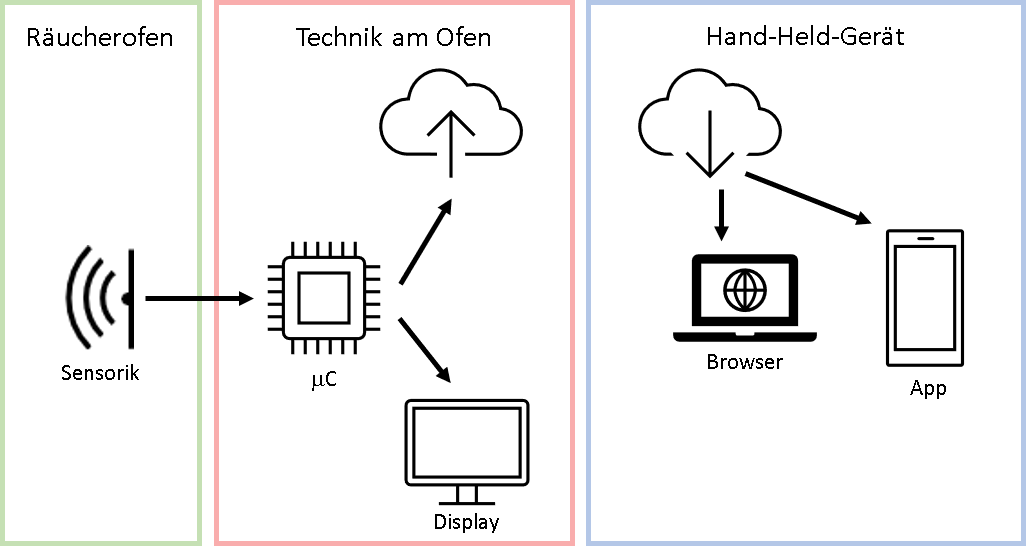 Räucherofen
Technik am Ofen
Hand-Held-Gerät
Sensorik
µC
Display
Browser
App